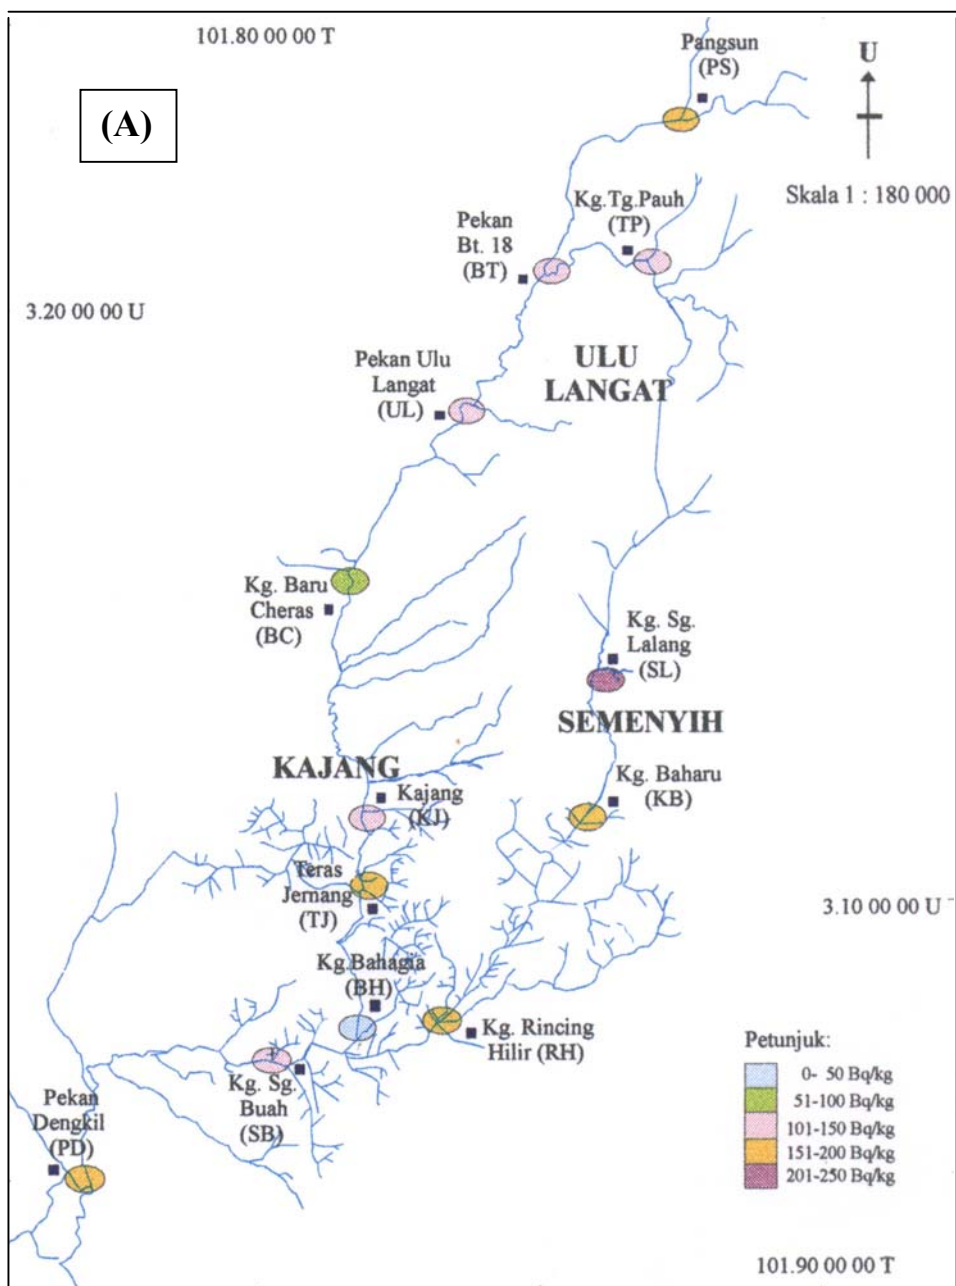 101.80 00 00 T
(A)
Pangsun
(PS)
U
Skala 1 : 180 000
Kg.Tg.Pauh
(TP)
Pekan
Bt. 18
(BT)
3.20 00 00 U
ULU
LANGAT
Pekan Ulu
Langat
(UL)
Kg. Baru
Cheras
(BC)
Kg. Sg.
Lalang
(SL)
SEMENYIH
KAJANG
Kajang
(KJ)
Kg. Baharu
(KB)
Teras
Jernang
(TJ)
3.10 00 00 U
Kg.Bahagia
(BH)
Kg. Rincing
Hilir (RH)
Kg. Sg.
Buah
(SB)
Pekan
Dengkil
(PD)
Petunjuk:
0- 50 Bq/kg
51-100 Bq/kg
101-150 Bq/kg
151-200 Bq/kg
201-250 Bq/kg
101.90 00 00 T